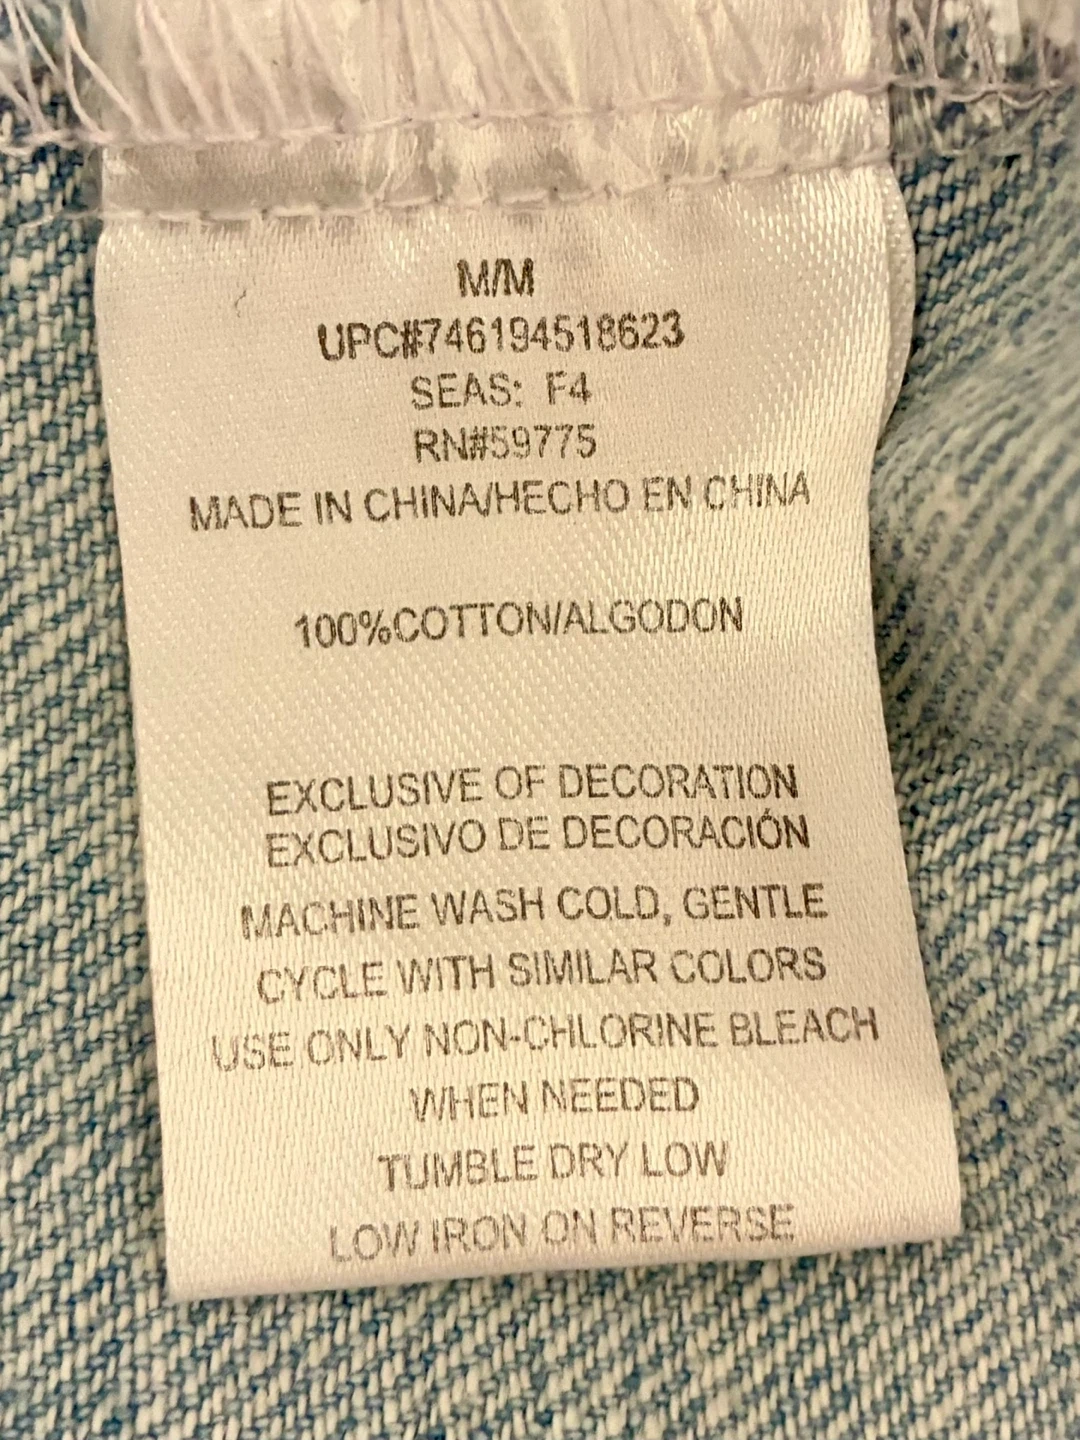 M/M
UPC#746194518623
SEAS: F4
RN#59775
MADE IN CHINA/HECHO EN CHINA
100%COTTON/ALGODON
EXCLUSIVE OF DECORATION
EXCLUSIVO DE DECORACIÓN
MACHINE WASH COLD, GENTLE
CYCLE WITH SIMILAR COLORS
USE ONLY NON-CHLORINE BLEACH
WHEN NEEDED
TUMBLE DRY LOW
LOW IRON ON REVERSE